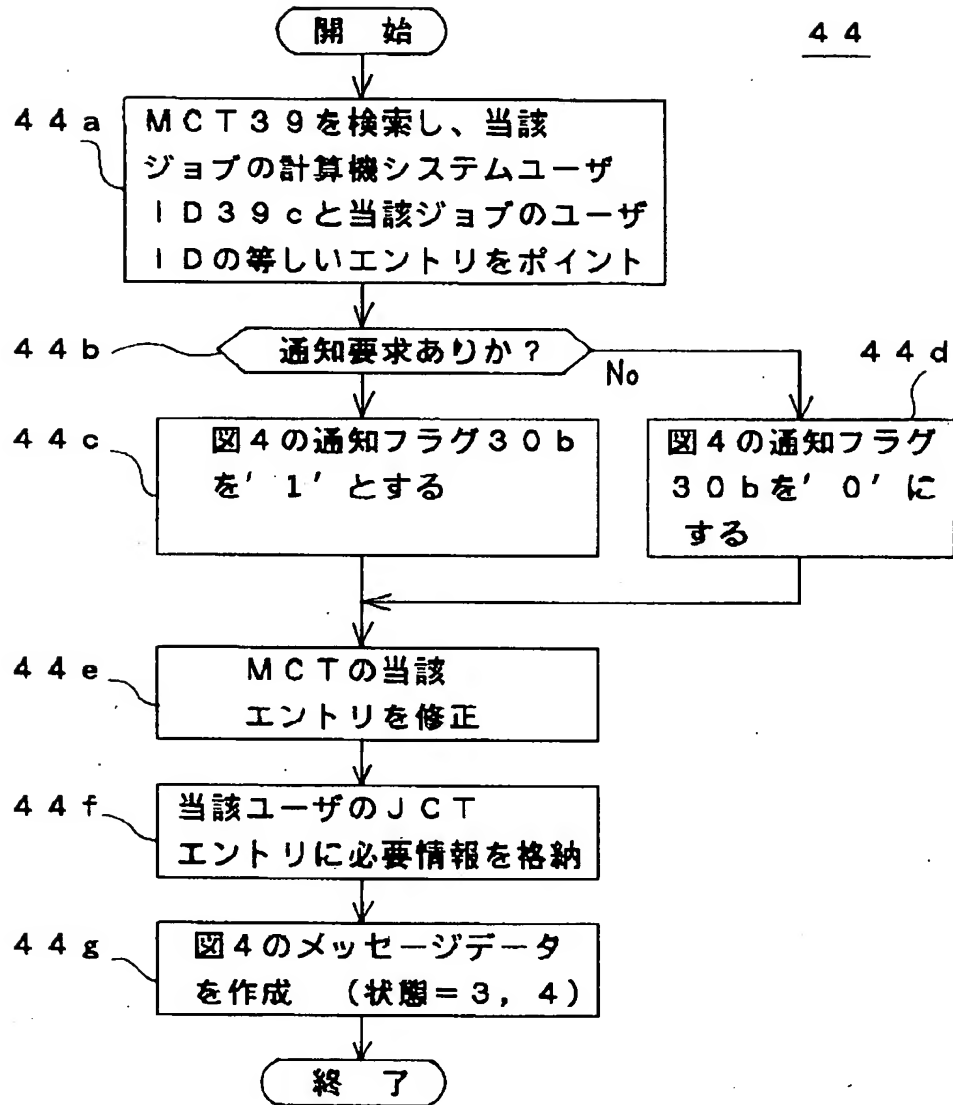 開 始
４４
４４a
ＭＣＴ３９を検索し、当該
ジョブの計算機システムユーザ
ＩＤ３９cと当該ジョブのユーザ
ＩＤの等しいエントリをポイント
４４b
通知要求ありか？
No
４４d
４４c
図４の通知フラグ３０b
を'１'とする
図４の通知フラグ
３０bを'０'に
する
４４e
ＭＣＴの当該
エントリを修正
４４f
当該ユーザのＪＣＴ
エントリに必要情報を格納
４４g
図４のメッセージデータ
を作成 （状態＝３，４）
終 了